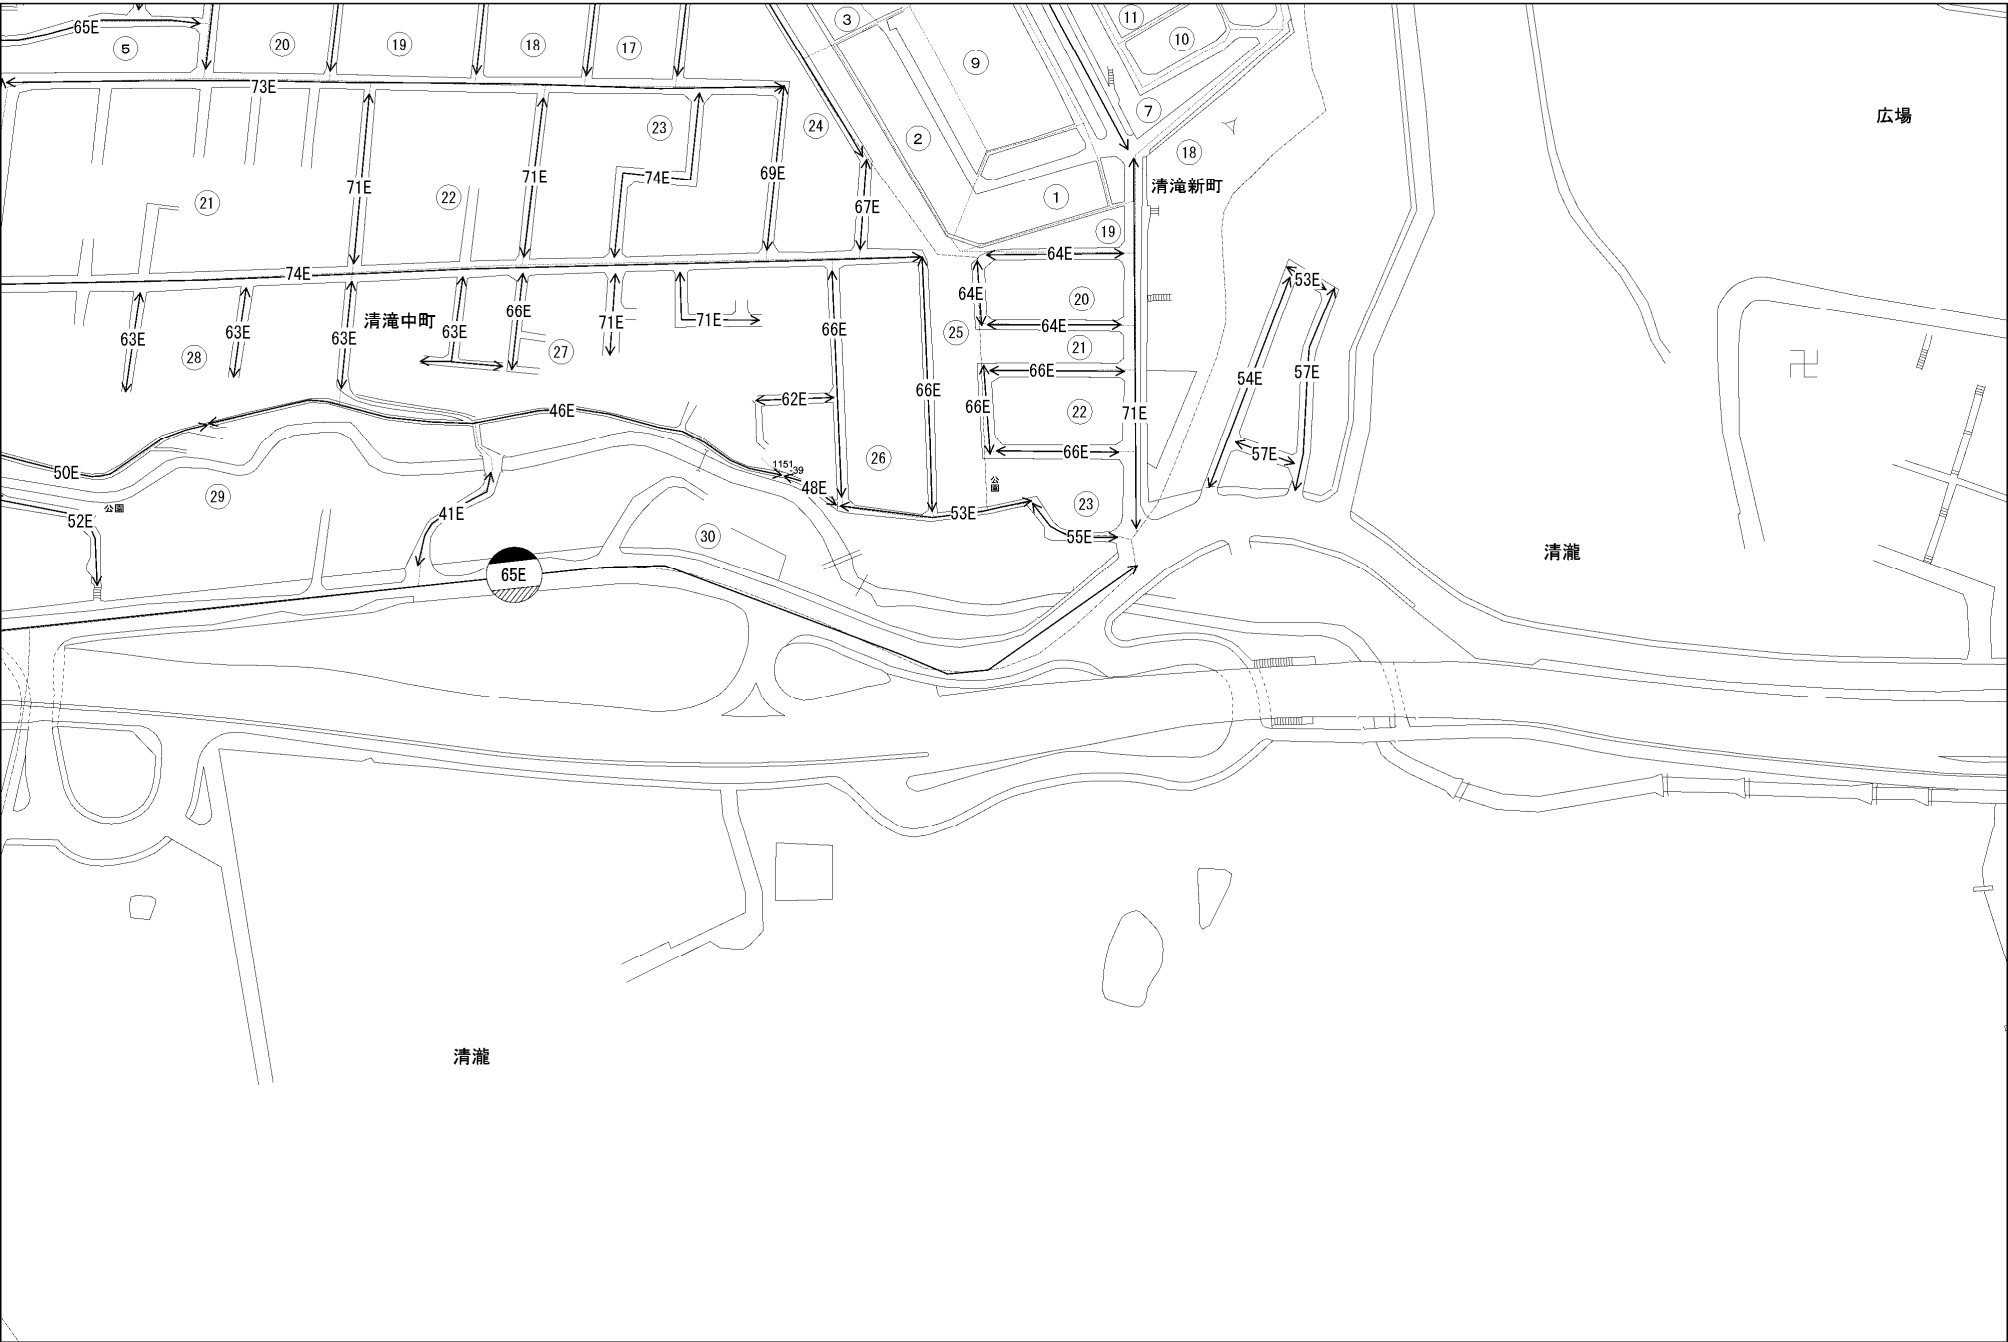 65E
⑤
⑳
⑲
⑱
⑰
③
⑨
⑪
⑩
⑦
広場
73E
㉓
㉔
②
⑱
71E
㉑
㉒
71E
74E
69E
67E
①
清滝新町
⑲
74E
64E
64E
⑳
53E
63E
63E
清滝中町
63E
63E
66E
71E
71E
66E
㉕
64E
㉘
㉗
㉑
62E
66E
66E
66E
㉒
71E
54E
57E
46E
50E
1151
-39
㉖
66E
57E
㉙
48E
公園
52E
公園
41E
53E
㉓
㉚
55E
清瀧
65E
清瀧